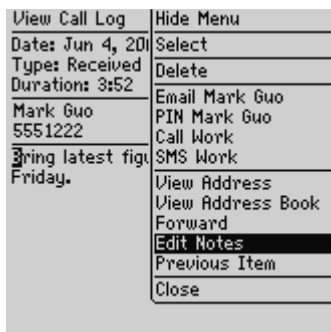 View Call Log
Date: Jun 4, 20
Type: Received
Duration: 3:52
Mark Guo
5551222
Bring latest figu
Friday.
Hide Menu
Select
Delete
Email Mark Guo
PIN Mark Guo
Call Work
SMS Work
View Address
View Address Book
Forward
Edit Notes
Previous Item
Close